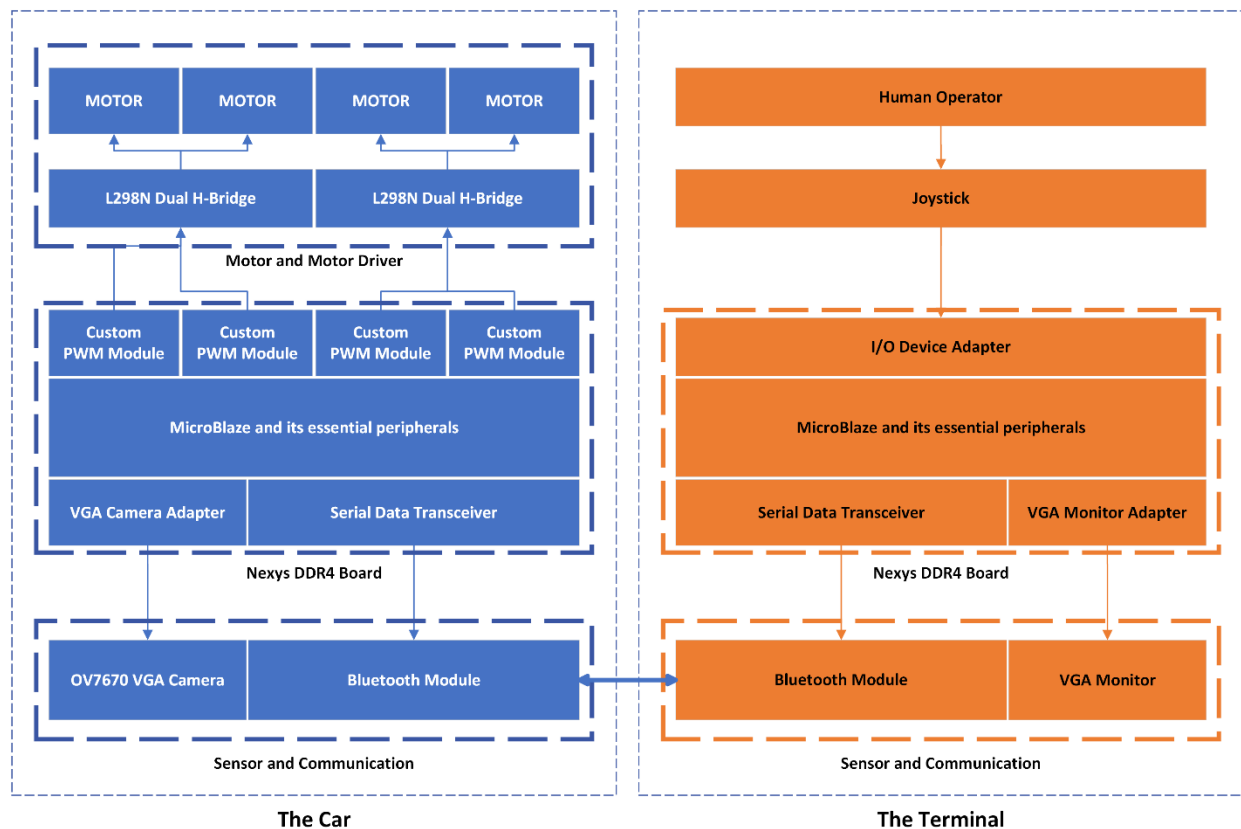 MOTOR
MOTOR
MOTOR
MOTOR
L298N Dual H-Bridge
L298N Dual H-Bridge
Motor and Motor Driver
Custom
PWM Module
Custom
PWM Module
Custom
PWM Module
Custom
PWM Module
MicroBlaze and its essential peripherals
VGA Camera Adapter
Serial Data Transceiver
Nexys DDR4 Board
OV7670 VGA Camera
Bluetooth Module
Sensor and Communication
The Car
Human Operator
Joystick
I/O Device Adapter
MicroBlaze and its essential peripherals
Serial Data Transceiver
VGA Monitor Adapter
Nexys DDR4 Board
Bluetooth Module
VGA Monitor
Sensor and Communication
The Terminal